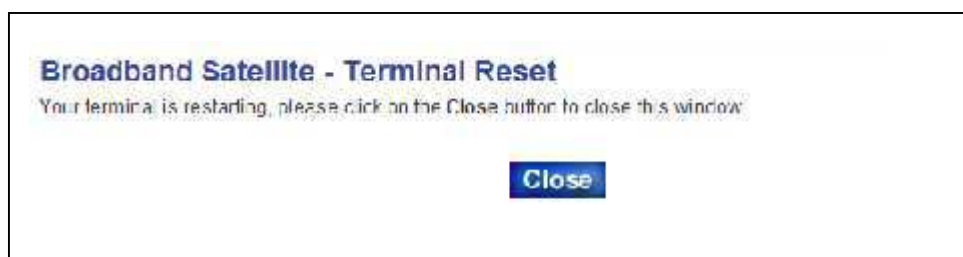 Broadband Satellite - Terminal Reset
Your terminal is restarting, please click on the Close button to close this window
Close